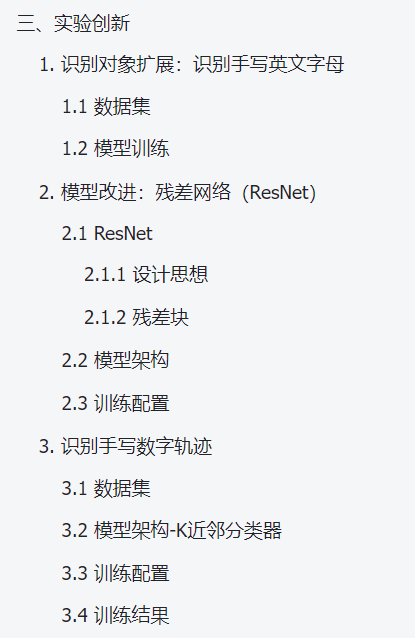 三、实验创新
1. 识别对象扩展：识别手写英文字母
1.1 数据集
1.2 模型训练
2. 模型改进：残差网络（ResNet）
2.1 ResNet
2.1.1 设计思想
2.1.2 残差块
2.2 模型架构
2.3 训练配置
3. 识别手写数字轨迹
3.1 数据集
3.2 模型架构-K近邻分类器
3.3 训练配置
3.4 训练结果